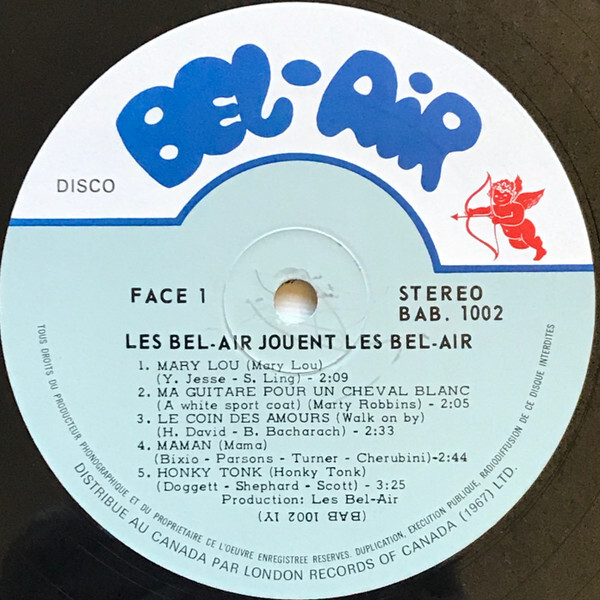 BEL-AIR
DISCO
FACE 1
STEREO
BAB. 1002
LES BEL-AIR JOUENT LES BEL-AIR
1. MARY LOU (Mary Lou)
(Y. Jesse - S. Ling) - 2:09
2. MA GUITARE POUR UN CHEVAL BLANC
(A white sport coat) (Marty Robbins) - 2:05
3. LE COIN DES AMOURS (Walk on by)
(H. David - B. Bacharach) - 2:33
4. MAMAN (Mama)
(Bixio - Parsons - Turner - Cherubini)-2:44
5. HONKY TONK (Honky Tonk)
(Doggett - Shephard - Scott) - 3:25
Production: Les Bel-Air
(BAB 1002 1Y)
TOUS DROITS DU PRODUCTEUR PHONOGRAPHIQUE ET DU PROPRIETAIRE DE L'OEUVRE ENREGISTREE RESERVES. DUPLICATION, EXECUTION PUBLIQUE, RADIODIFFUSION DE CE DISQUE INTERDITES
DISTRIBUE AU CANADA PAR LONDON RECORDS OF CANADA (1967) LTD.